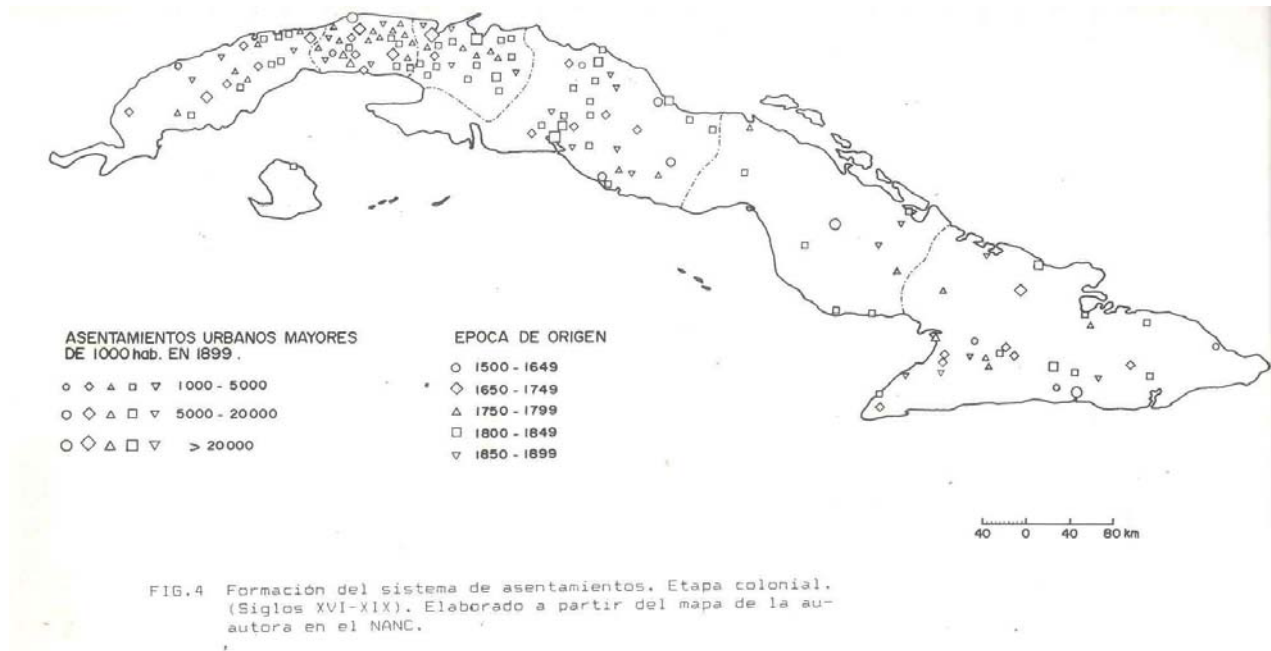 ASENTAMIENTOS URBANOS MAYORES
DE 1000 hab. EN 1899.
1000 - 5000
5000 - 20000
> 20000
EPOCA DE ORIGEN
1500 - 1649
1650 - 1749
1750 - 1799
1800 - 1849
1850 - 1899
40 0 40 80 km
FIG.4 Formación del sistema de asentamientos. Etapa colonial.
(Siglos XVI-XIX). Elaborado a partir del mapa de la au-
autora en el NANC.